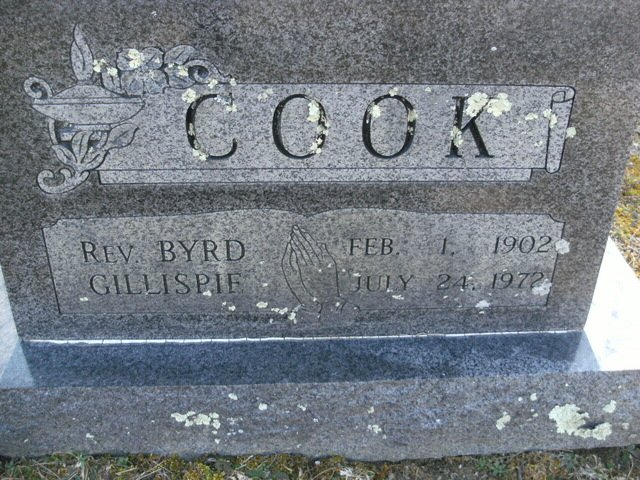 COOK
REV. BYRD
GILLISPIE
FEB. 1, 1902
JULY 24, 1972